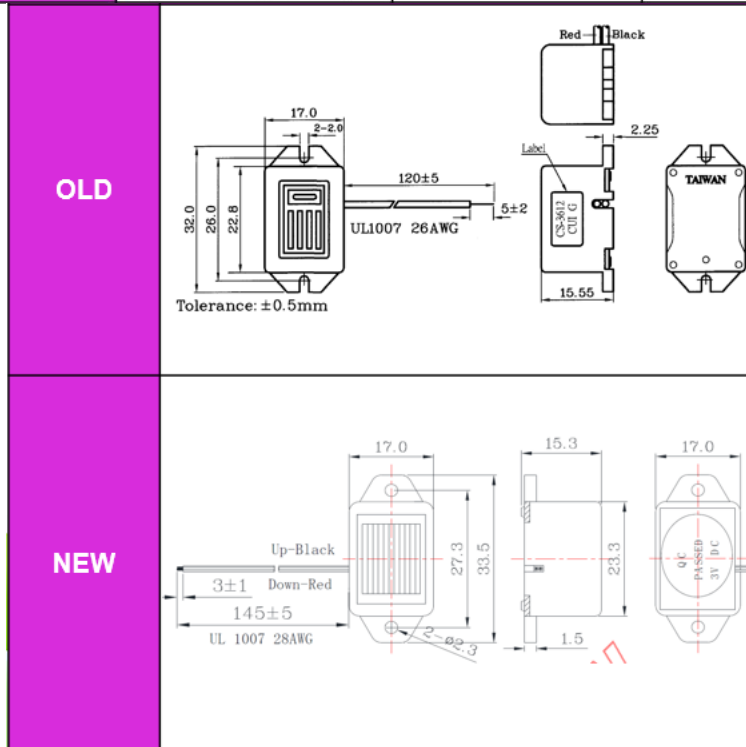 OLD
Red
Black
17.0
2-2.0
2.25
Label
TAIWAN
120±5
32.0
26.0
22.8
5±2
CS-3612
CUI G
UL1007 26AWG
15.55
Tolerance: ±0.5mm
NEW
17.0
15.3
17.0
Up-Black
Down-Red
27.3
33.5
23.3
QC
PASSED
3V DC
3±1
145±5
UL 1007 28AWG
2-ø2.3
1.5